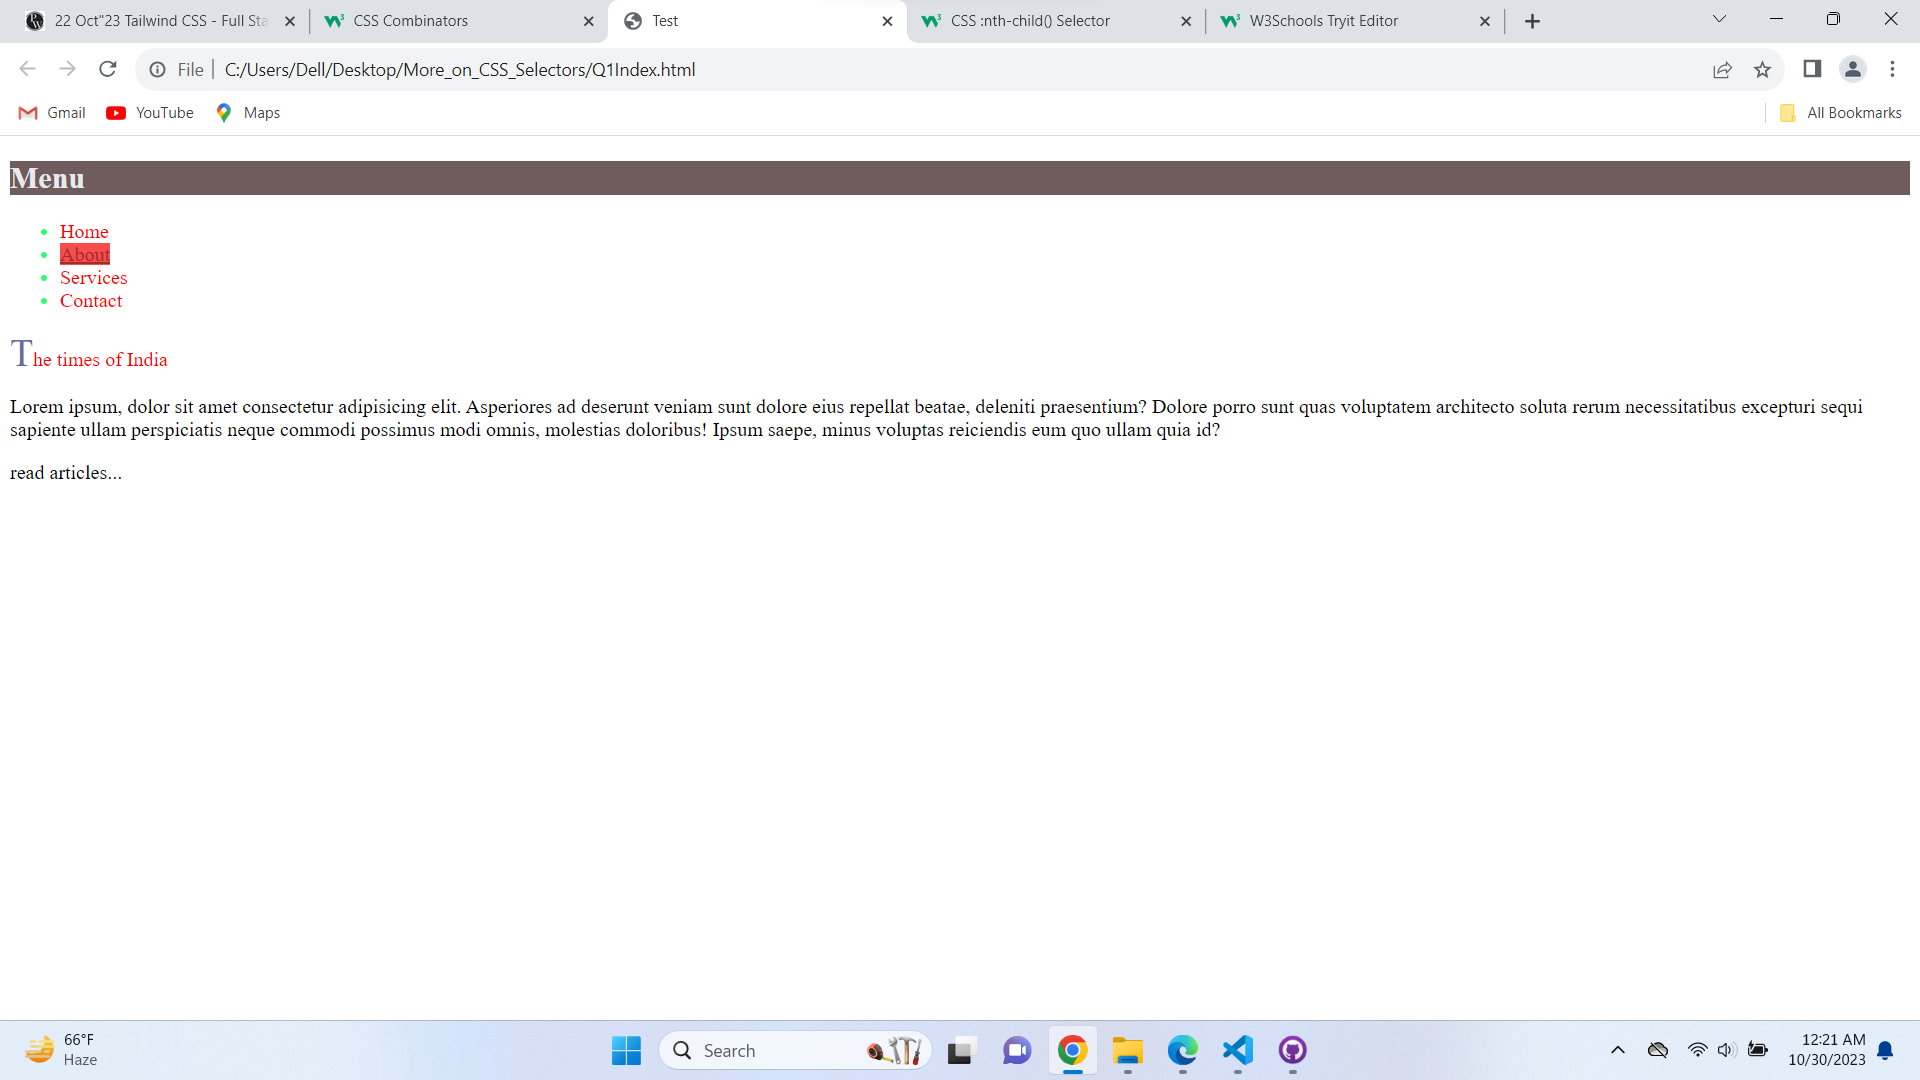 22 Oct"23 Tailwind CSS - Full Sta
CSS Combinators
Test
CSS :nth-child() Selector
W3Schools Tryit Editor
File
C:/Users/Dell/Desktop/More_on_CSS_Selectors/Q1Index.html
Gmail
YouTube
Maps
All Bookmarks
Menu
Home
About
Services
Contact
The times of India
Lorem ipsum, dolor sit amet consectetur adipisicing elit. Asperiores ad deserunt veniam sunt dolore eius repellat beatae, deleniti praesentium? Dolore porro sunt quas voluptatem architecto soluta rerum necessitatibus excepturi sequi
sapiente ullam perspiciatis neque commodi possimus modi omnis, molestias doloribus! Ipsum saepe, minus voluptas reiciendis eum quo ullam quia id?
read articles...
66°F
Haze
Search
12:21 AM
10/30/2023